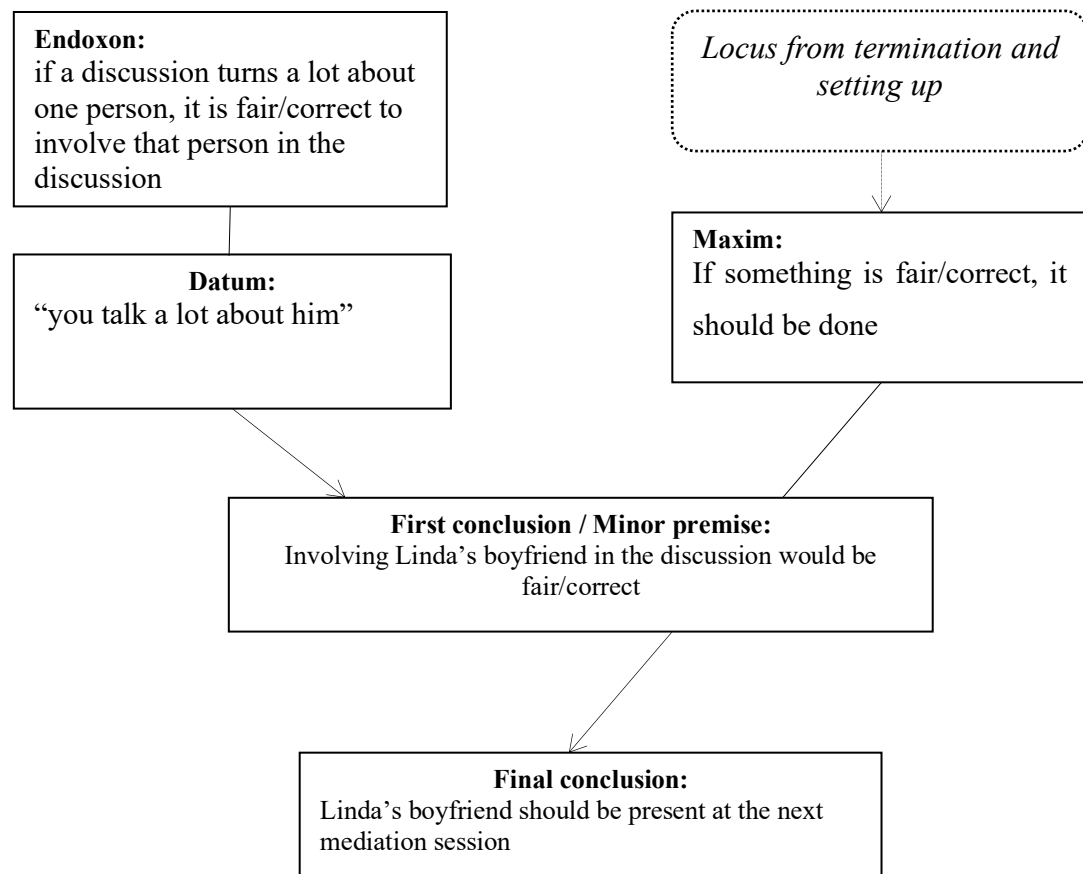 Endoxon:
if a discussion turns a lot about
one person, it is fair/correct to
involve that person in the
discussion
Locus from termination and
setting up
Datum:
“you talk a lot about him”
Maxim:
If something is fair/correct, it
should be done
First conclusion / Minor premise:
Involving Linda’s boyfriend in the discussion would be
fair/correct
Final conclusion:
Linda’s boyfriend should be present at the next
mediation session